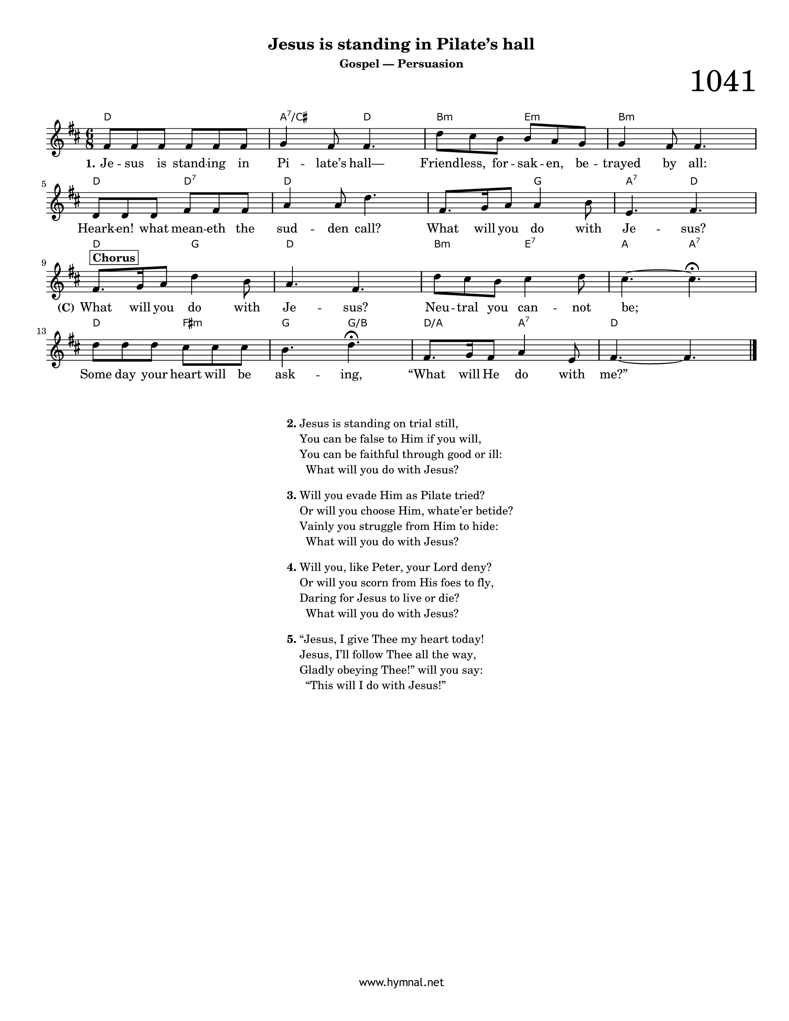 Jesus is standing in Pilate's hall
Gospel — Persuasion
1041
D A7/C♯ D Bm Em Bm
1. Je - sus is stand-ing in Pi - late's hall— Friendless, for - sak - en, be - trayed by all:
5
D D7 D G A7 D
Heark-en! what mean-eth the sud - den call? What will you do with Je - sus?
D G D Bm E7 A A7
9
Chorus
(C) What will you do with Je - sus? Neu - tral you can - not be;
D F♯m G G/B D/A A7 D
13
Some day your heart will be ask - ing, “What will He do with me?”
2. Jesus is standing on trial still,
You can be false to Him if you will,
You can be faithful through good or ill:
What will you do with Jesus?
3. Will you evade Him as Pilate tried?
Or will you choose Him, whate'er betide?
Vainly you struggle from Him to hide:
What will you do with Jesus?
4. Will you, like Peter, your Lord deny?
Or will you scorn from His foes to fly,
Daring for Jesus to live or die?
What will you do with Jesus?
5. “Jesus, I give Thee my heart today!
Jesus, I'll follow Thee all the way,
Gladly obeying Thee!” will you say:
“This will I do with Jesus!”
www.hymnal.net